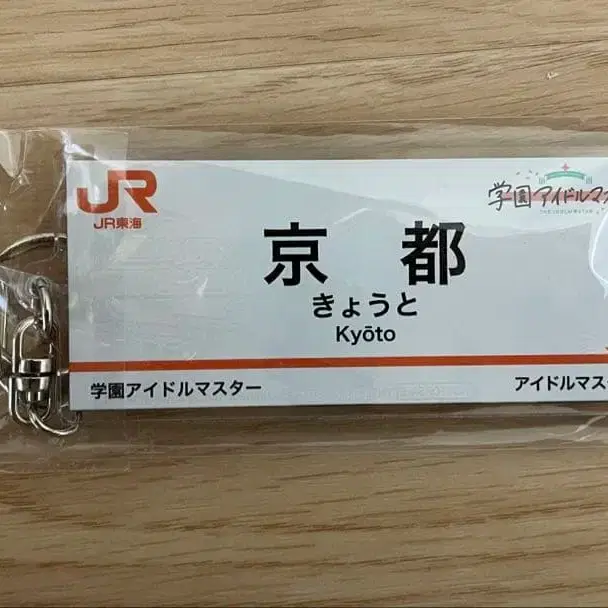 JR
JR東海
学園アイドルマス
京都
きょうと
Kyōto
学園アイドルマスター
アイドルマス